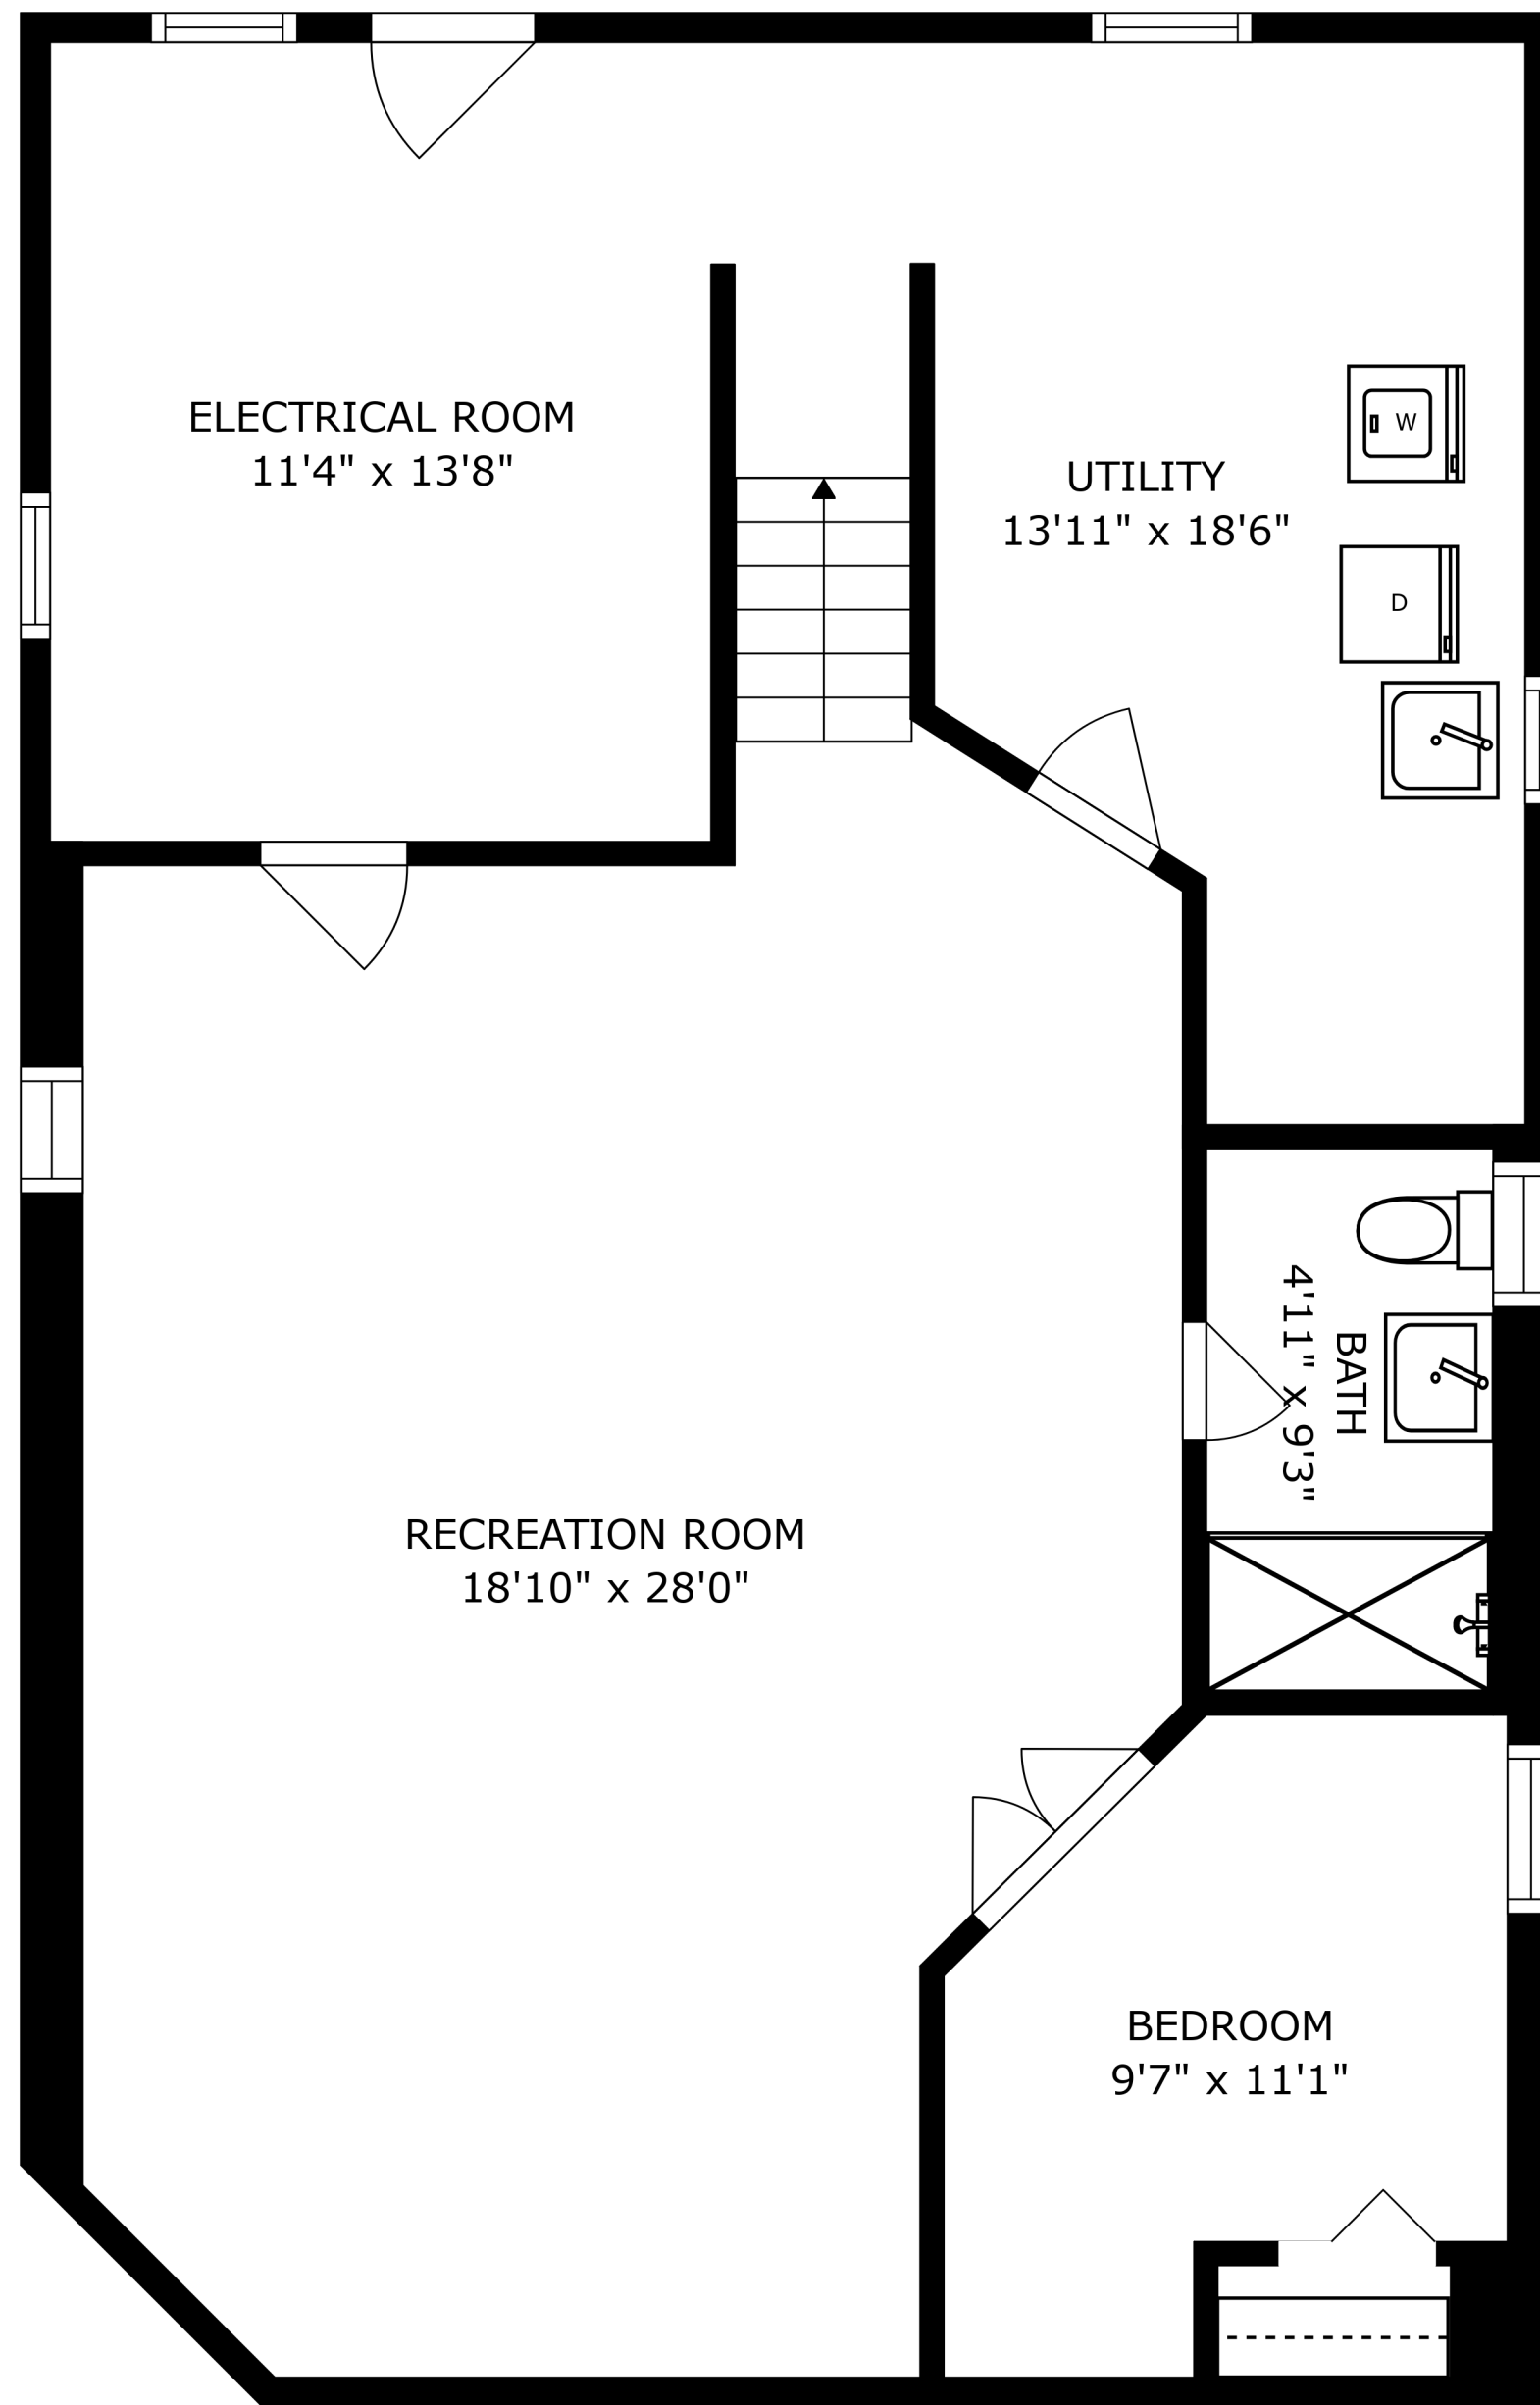 ELECTRICAL ROOM
11'4" x 13'8"
UTILITY
13'11" x 18'6"
W
D
BATH
4'11" x 9'3"
RECREATION ROOM
18'10" x 28'0"
BEDROOM
9'7" x 11'1"